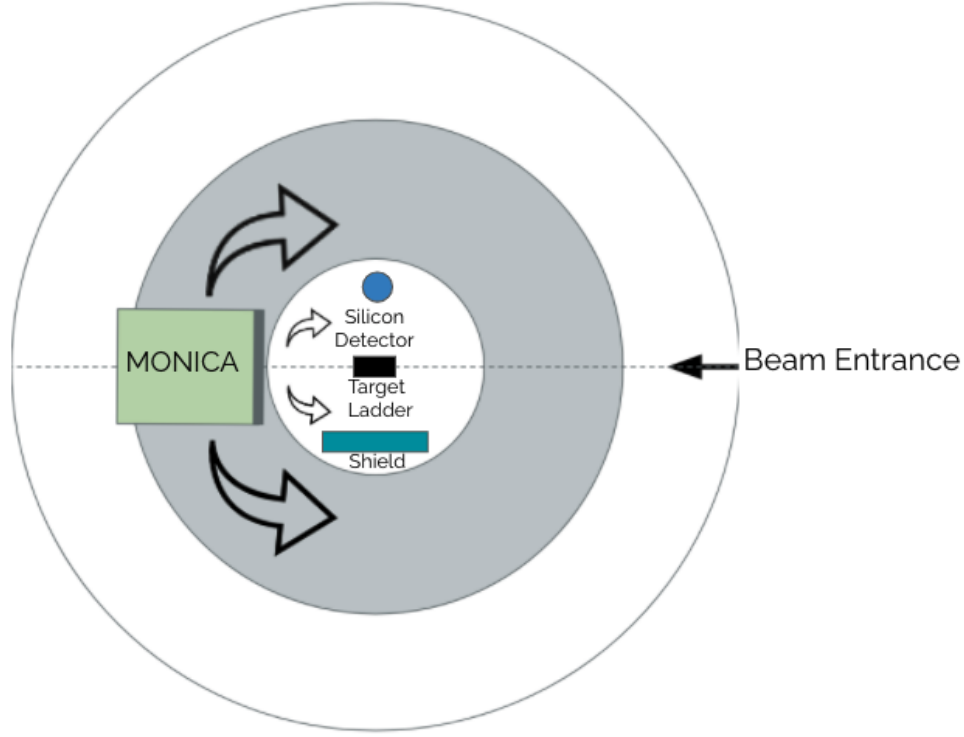 Silicon
Detector
MONICA
Beam Entrance
Target
Ladder
Shield